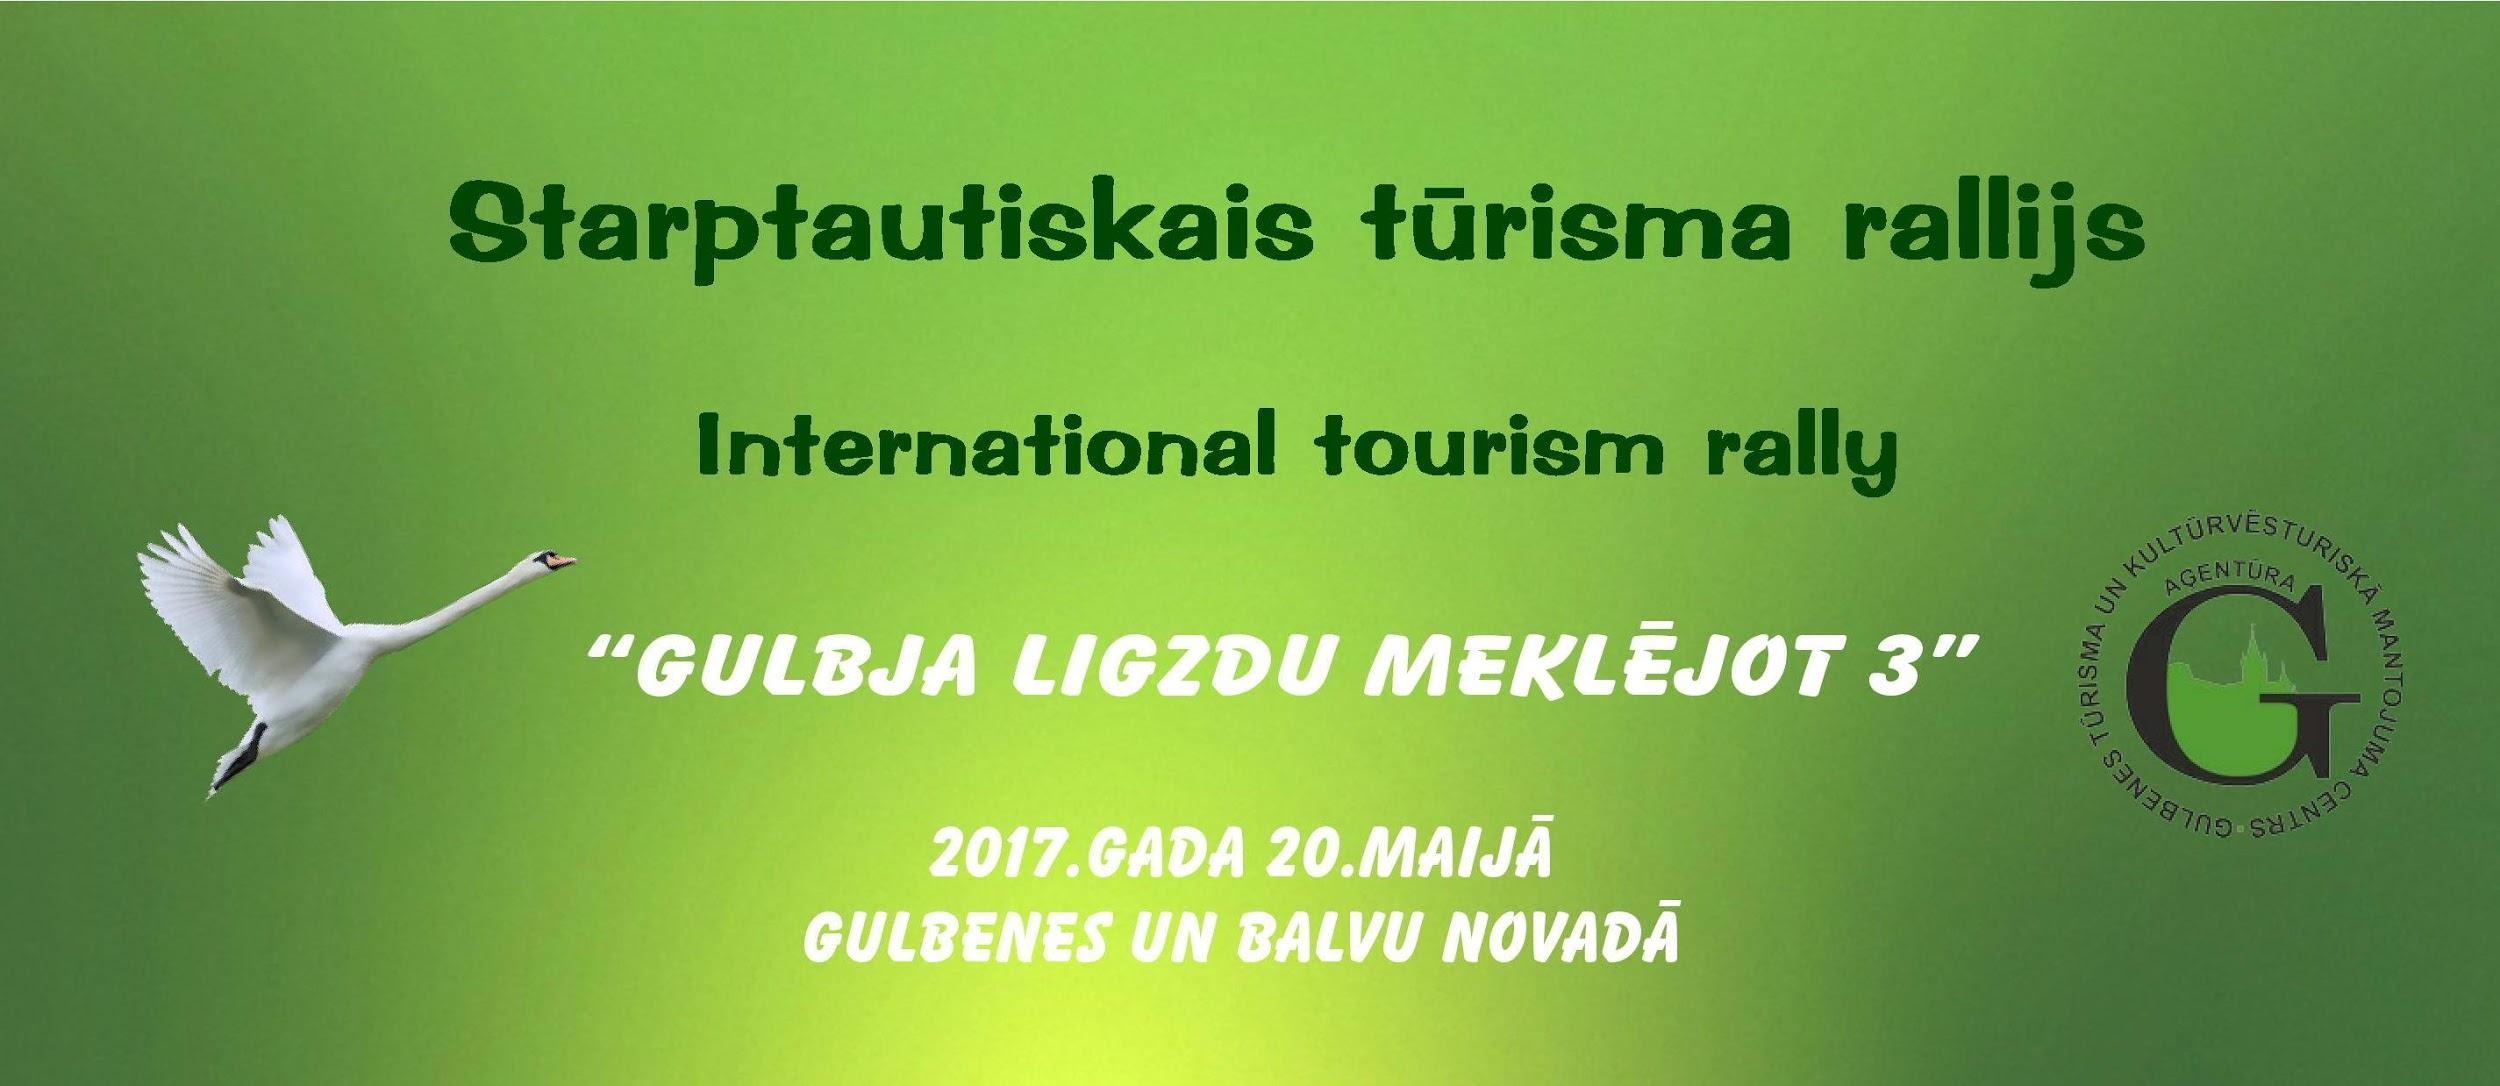 Starptautiskais tūrisma rallijs
International tourism rally
“GULBJA LIGZDU MEKLĒJOT 3”
2017.GADA 20.MAIJĀ
GULBENES UN BALVU NOVADĀ
GULBENES TŪRISMA UN KULTŪRVĒSTURISKĀ MANTOJUMA CENTRS
AĢENTŪRA
G